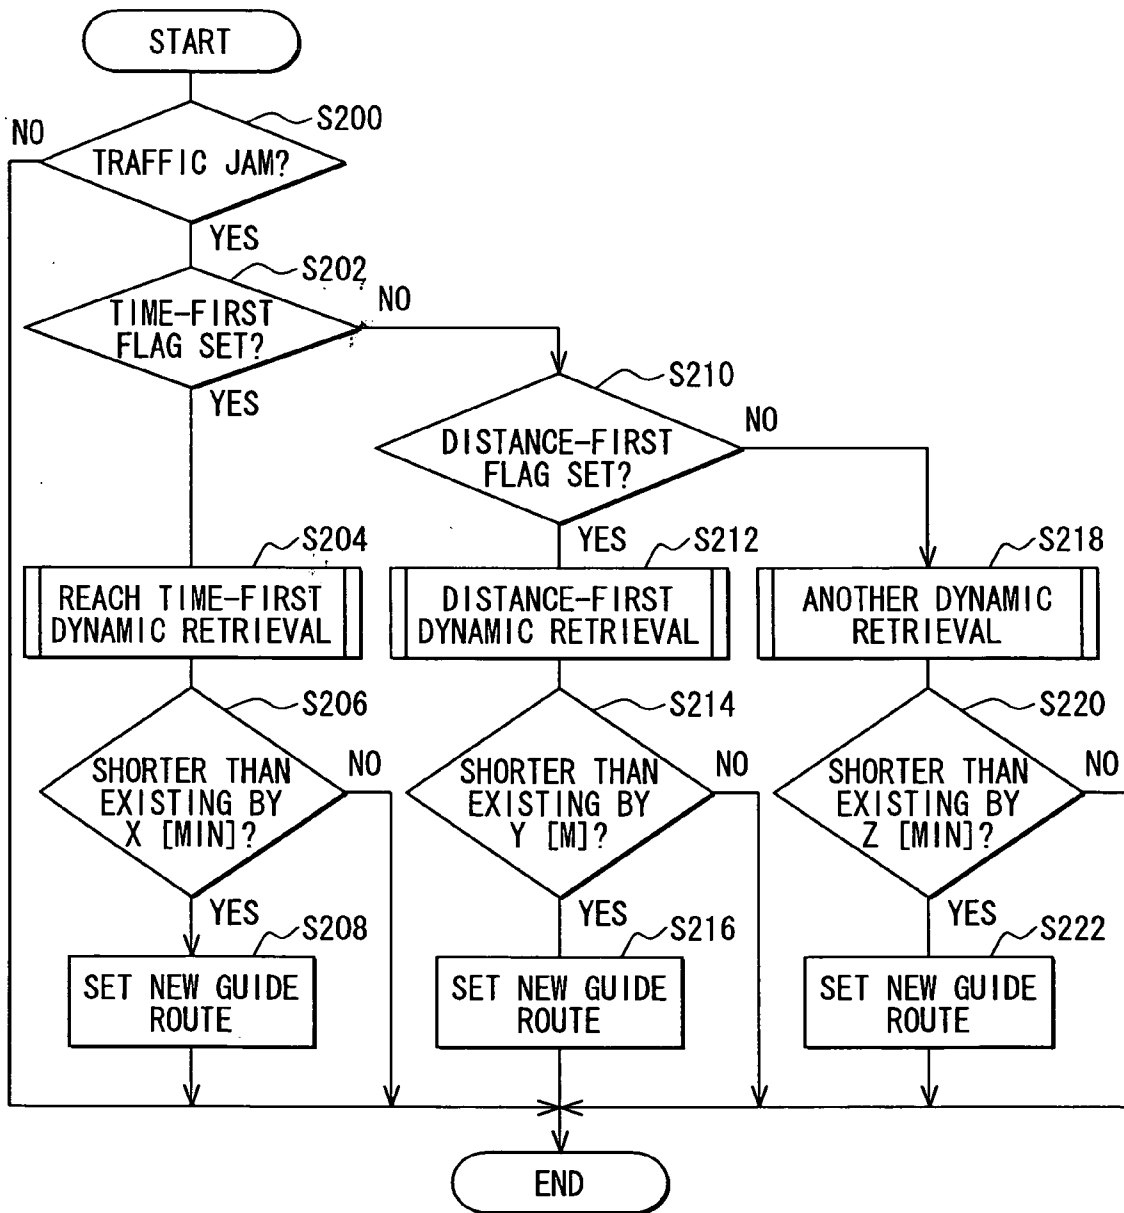 START
S200
NO
TRAFFIC JAM?
YES
S202
NO
TIME-FIRST
FLAG SET?
YES
S210
NO
DISTANCE-FIRST
FLAG SET?
YES
S204
REACH TIME-FIRST
DYNAMIC RETRIEVAL
S212
DISTANCE-FIRST
DYNAMIC RETRIEVAL
S218
ANOTHER DYNAMIC
RETRIEVAL
S206
SHORTER THAN
EXISTING BY
X [MIN]?
NO
YES
S214
SHORTER THAN
EXISTING BY
Y [M]?
NO
YES
S220
SHORTER THAN
EXISTING BY
Z [MIN]?
NO
YES
S208
SET NEW GUIDE
ROUTE
S216
SET NEW GUIDE
ROUTE
S222
SET NEW GUIDE
ROUTE
END